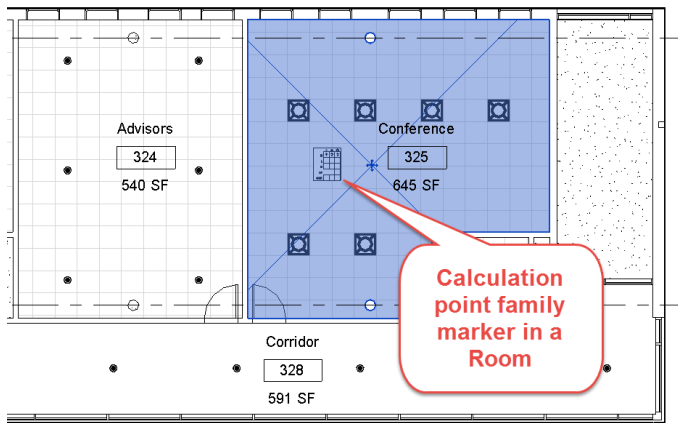 Advisors
324
540 SF
Conference
325
645 SF
Calculation
point family
marker in a
Room
Corridor
328
591 SF